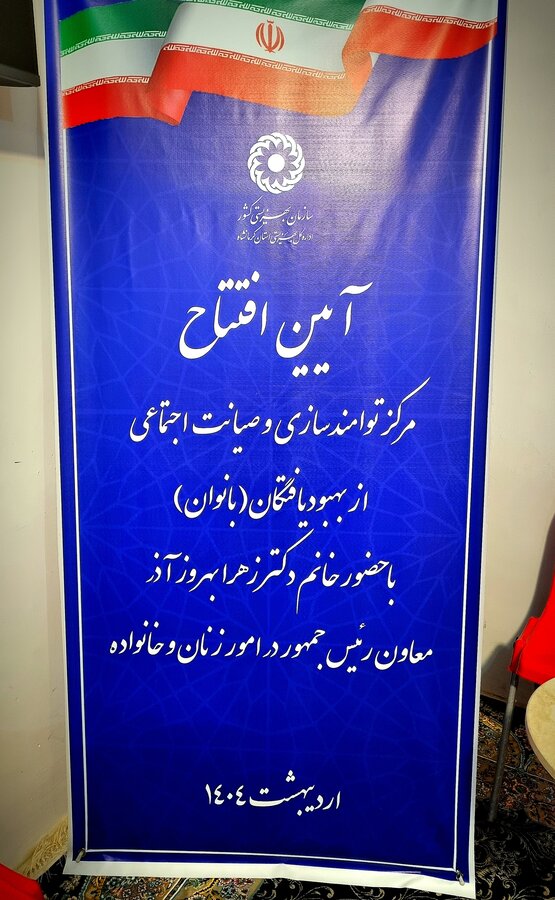 سازمان بهزیستی کشور
اداره کل بهزیستی استان کرمانشاه
آیین افتتاح
مرکز توامندسازی و صیانت اجتماعی
از بهبودیافتگان (بانوان)
با حضور خانم دکتر زهرا بهروز آذر
معاون رئیس جمهور در امور زنان و خانواده
اردیبهشت ۱۴۰۴